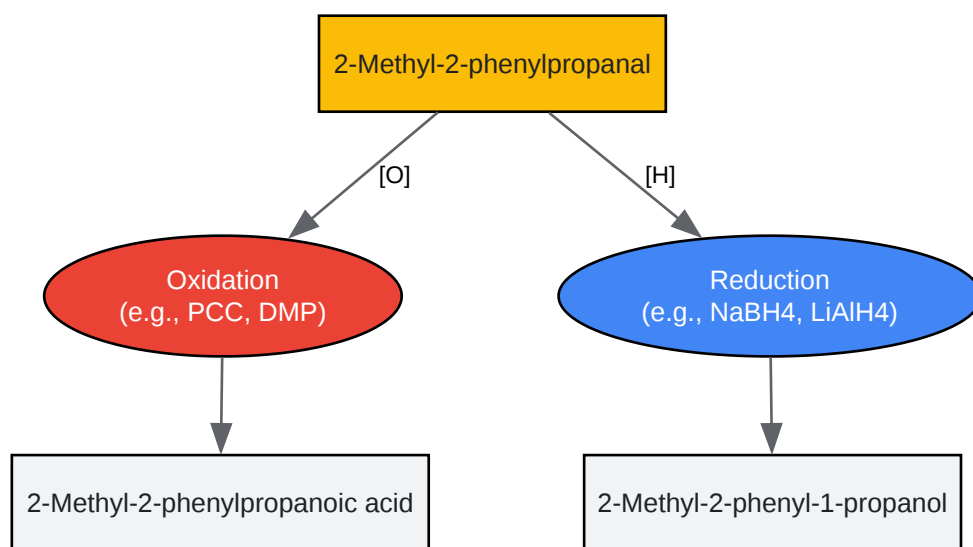 2-Methyl-2-phenylpropanal
[O]
[H]
Oxidation
(e.g., PCC, DMP)
Reduction
(e.g., NaBH4, LiAlH4)
2-Methyl-2-phenylpropanoic acid
2-Methyl-2-phenyl-1-propanol